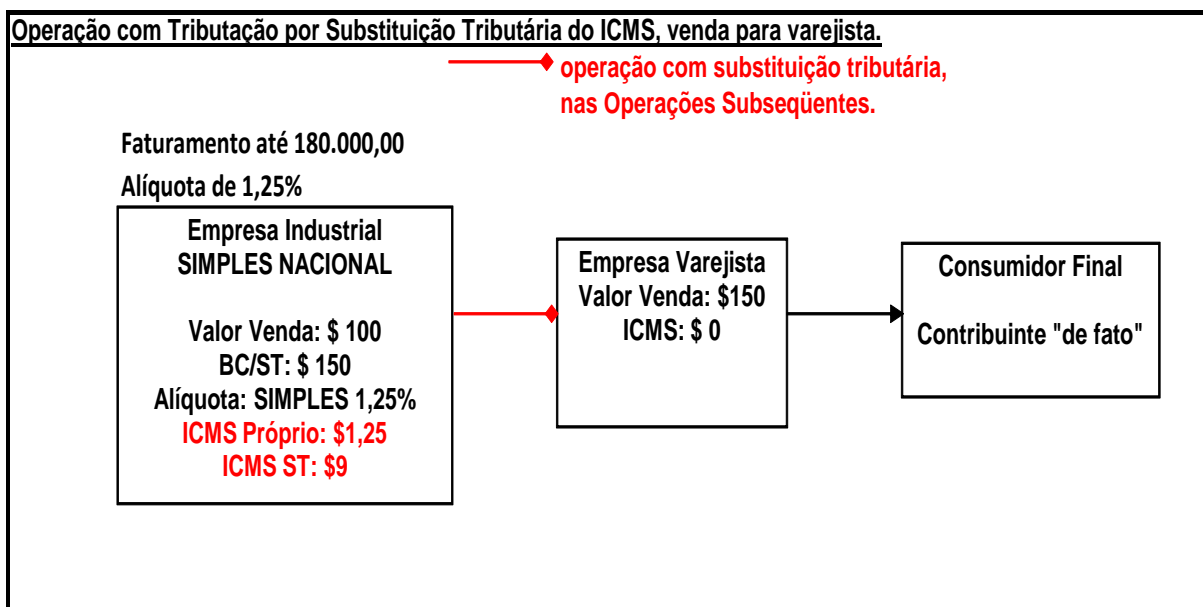 Operação com Tributação por Substituição Tributária do ICMS, venda para varejista.
operação com substituição tributária,
nas Operações Subseqüentes.
Faturamento até 180.000,00
Alíquota de 1,25%
Empresa Industrial
SIMPLES NACIONAL
Valor Venda: $ 100
BC/ST: $ 150
Alíquota: SIMPLES 1,25%
ICMS Próprio: $1,25
ICMS ST: $9
Empresa Varejista
Valor Venda: $150
ICMS: $ 0
Consumidor Final
Contribuinte "de fato"